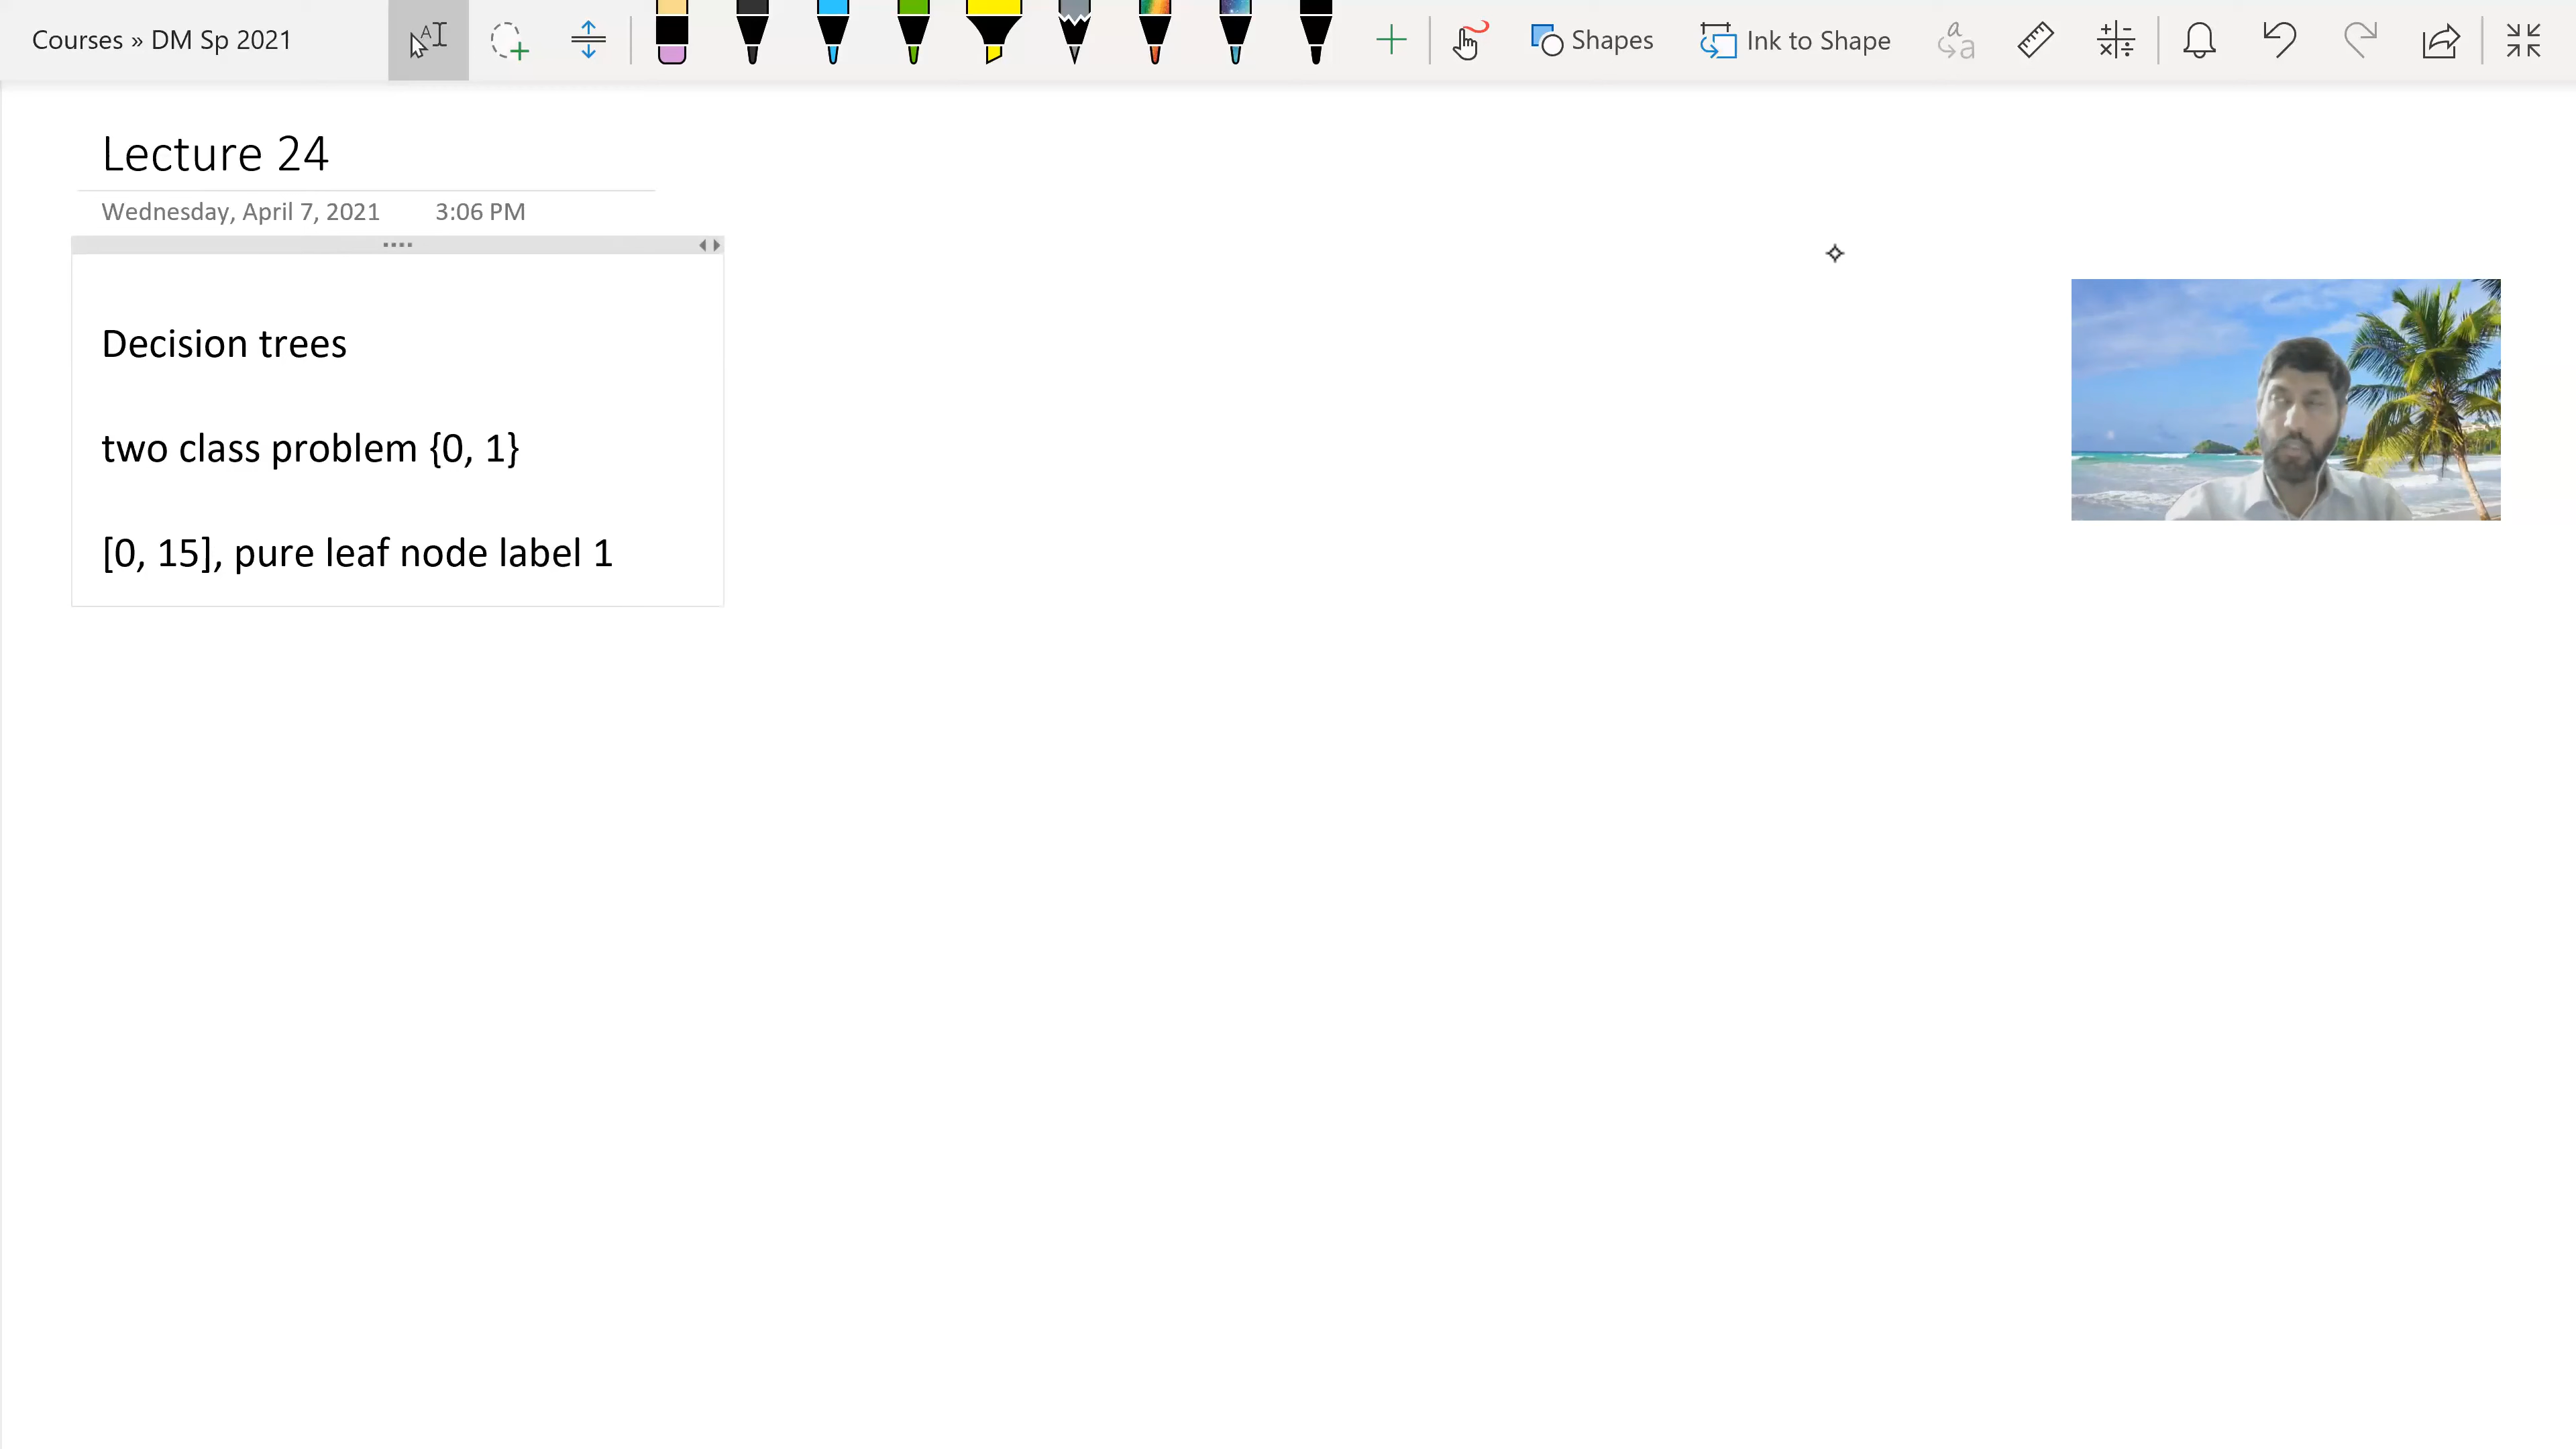 Courses » DM Sp 2021
Shapes
Ink to Shape
Lecture 24
Wednesday, April 7, 2021 3:06 PM
Decision trees
two class problem {0, 1}
[0, 15], pure leaf node label 1